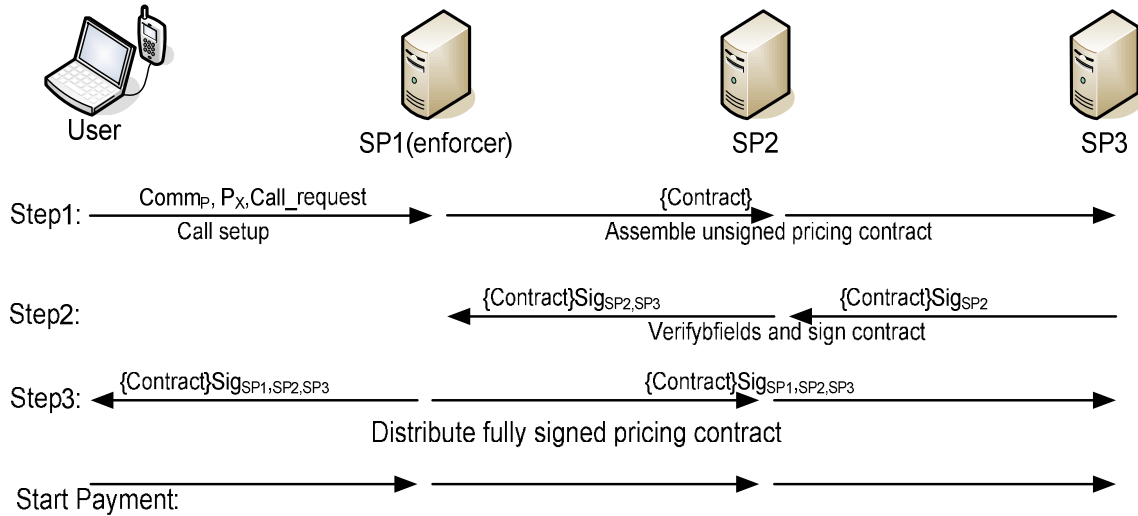 User
SP1(enforcer)
SP2
SP3
Step1:
CommP, PX,Call_request
Call setup
{Contract}
Assemble unsigned pricing contract
Step2:
{Contract}SigSP2,SP3
{Contract}SigSP2
Verifybfields and sign contract
Step3:
{Contract}SigSP1,SP2,SP3
{Contract}SigSP1,SP2,SP3
Distribute fully signed pricing contract
Start Payment: